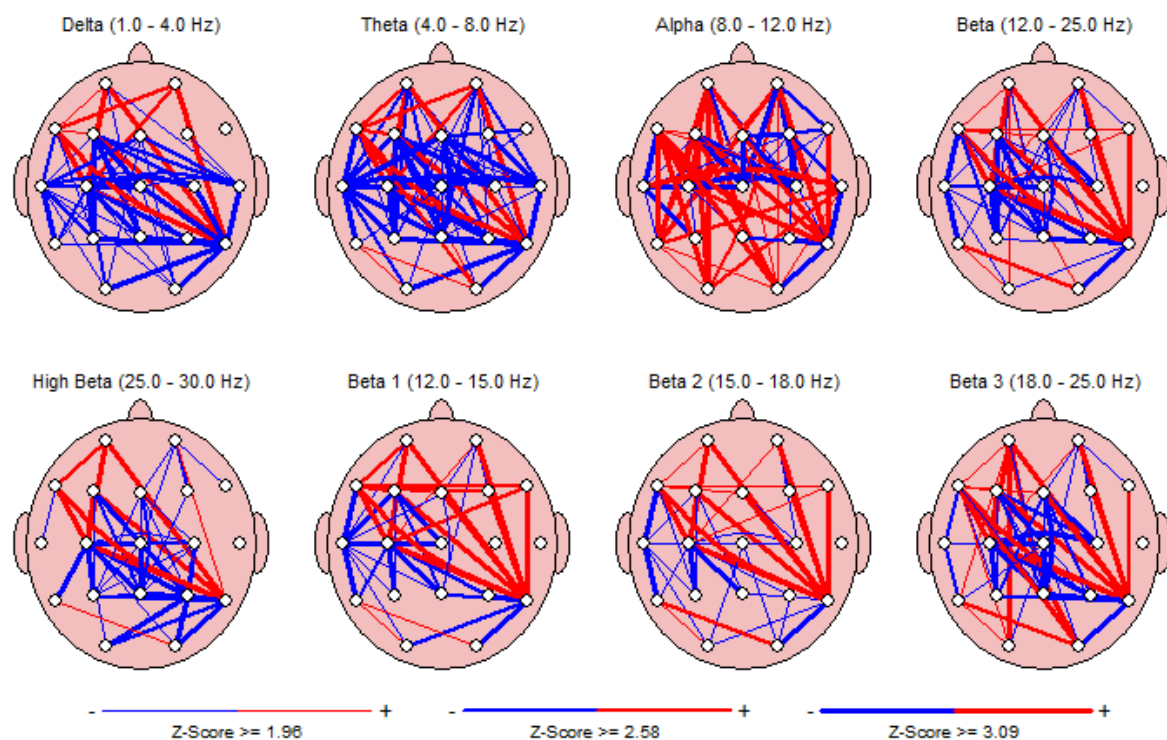 Delta (1.0 - 4.0 Hz) Theta (4.0 - 8.0 Hz) Alpha (8.0 - 12.0 Hz) Beta (12.0 - 25.0 Hz)
High Beta (25.0 - 30.0 Hz) Beta 1 (12.0 - 15.0 Hz) Beta 2 (15.0 - 18.0 Hz) Beta 3 (18.0 - 25.0 Hz)
- + - + - +
Z-Score >= 1.96 Z-Score >= 2.58 Z-Score >= 3.09